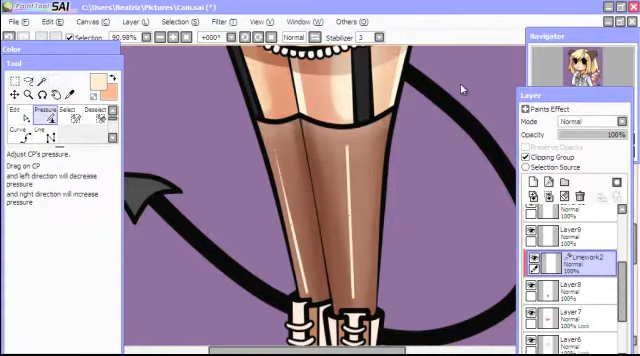 PaintTool SAI C:\Users\Beatriz\Pictures\Com.sai (*)
File (F) Edit (E) Canvas (C) Layer (L) Selection (S) Filter (T) View (V) Window (W) Others (O)
Selection 90.98% +000° Normal Stabilizer 3
Color
Tool
Edit Pressure Select Deselect
Curve Line
Adjust CP's pressure.
Drag on CP
and left direction will decrease
pressure
and right direction will increase
pressure
Navigator
Layer
Paints Effect
Mode Normal
Opacity 100%
Preserve Opacity
Clipping Group
Selection Source
Normal
100%
Layer9
Normal
100%
Linework2
Normal
100%
Layer8
Normal
100%
Layer7
Normal
100% Lock
Layer6
Normal